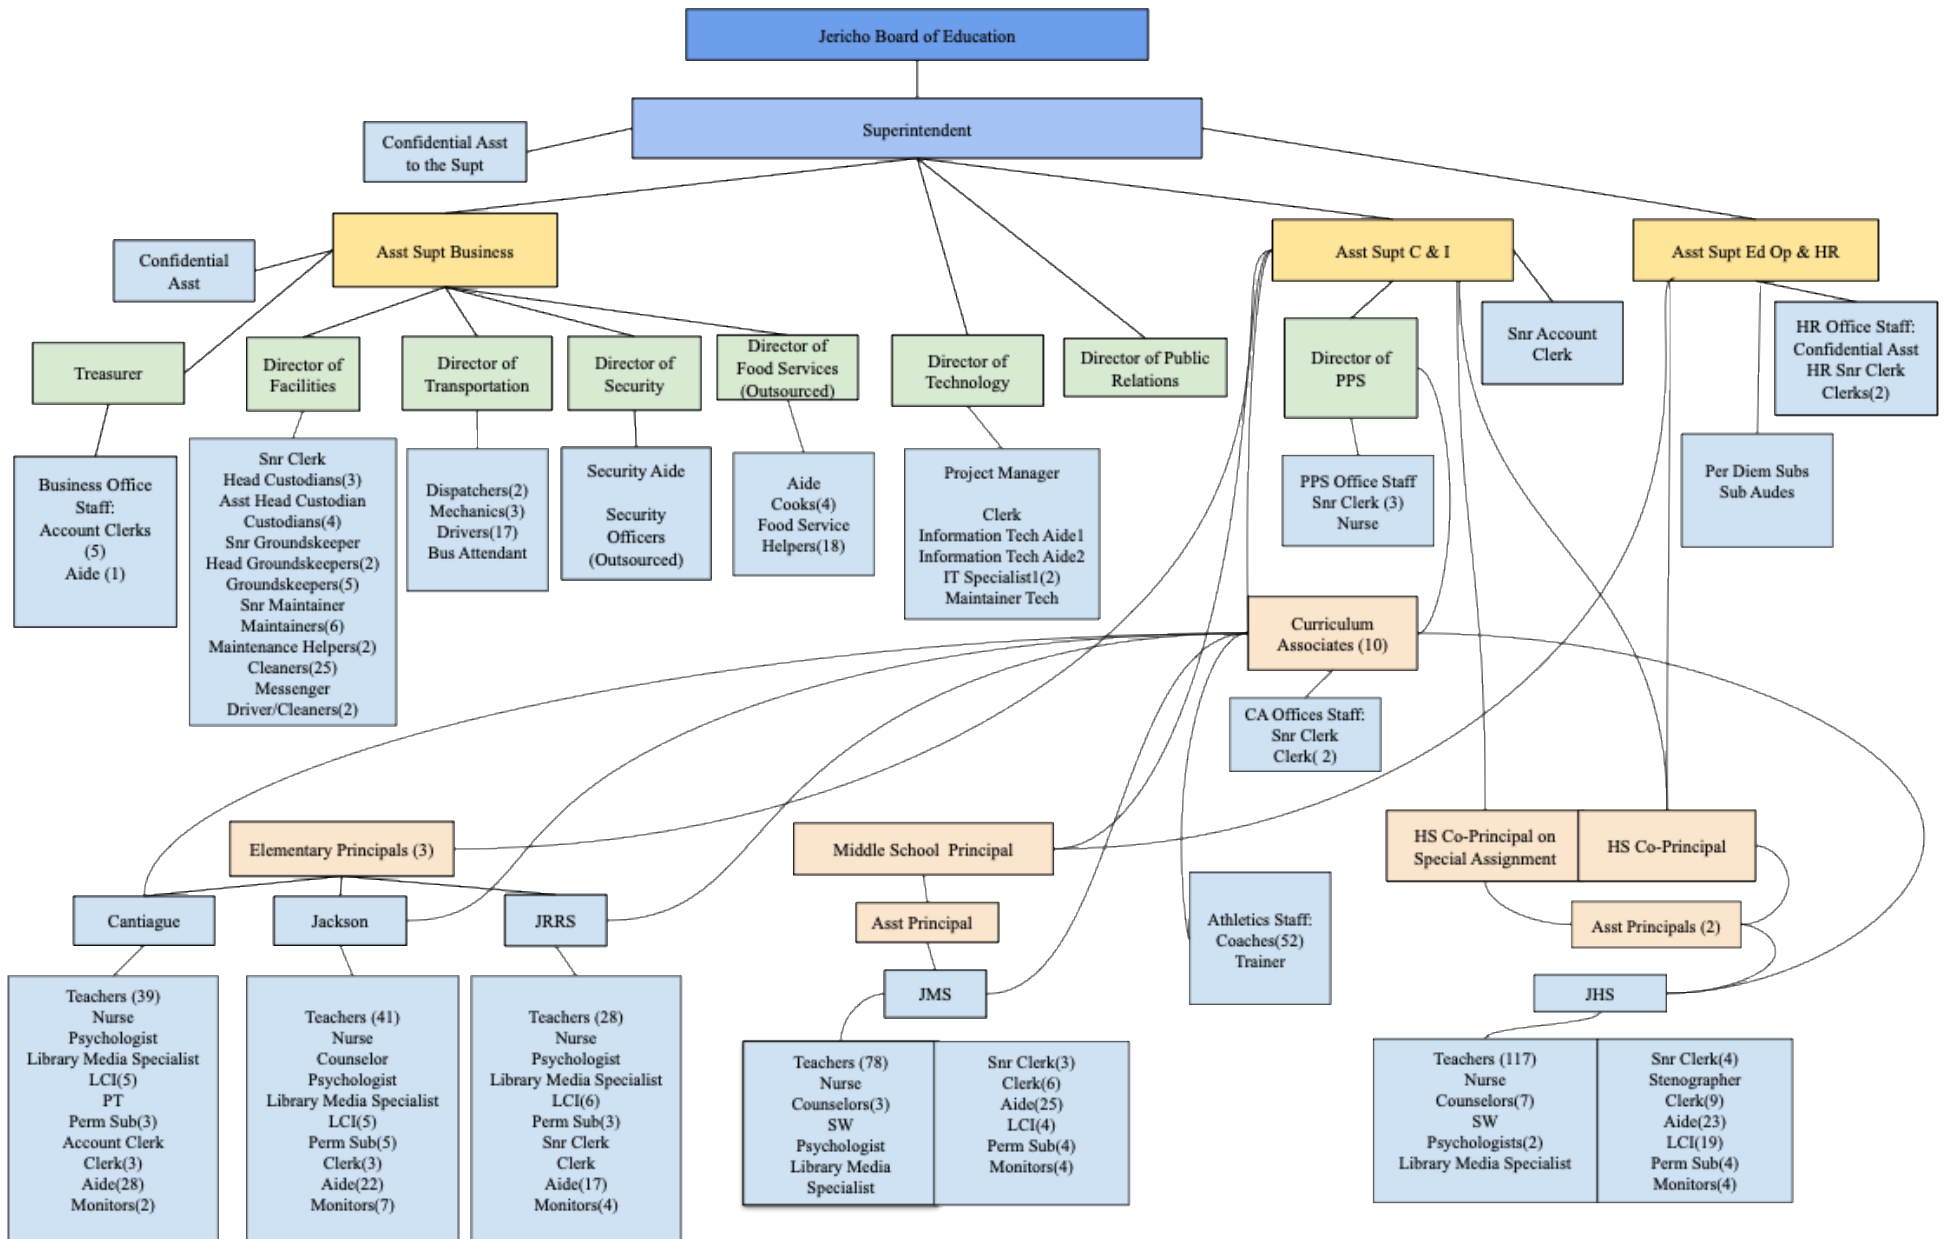 Jericho Board of Education
Superintendent
Confidential Asst
to the Supt
Asst Supt Business
Asst Supt C & I
Asst Supt Ed Op & HR
Confidential
Asst
Treasurer
Director of
Facilities
Director of
Transportation
Director of
Security
Director of
Food Services
(Outsourced)
Director of
Technology
Director of Public
Relations
Director of
PPS
Snr Account
Clerk
HR Office Staff:
Confidential Asst
HR Snr Clerk
Clerks(2)
Business Office
Staff:
Account Clerks
(5)
Aide (1)
Snr Clerk
Head Custodians(3)
Asst Head Custodian
Custodians(4)
Snr Groundskeeper
Head Groundskeepers(2)
Groundskeepers(5)
Snr Maintainer
Maintainers(6)
Maintenance Helpers(2)
Cleaners(25)
Messenger
Driver/Cleaners(2)
Dispatchers(2)
Mechanics(3)
Drivers(17)
Bus Attendant
Security Aide
Security
Officers
(Outsourced)
Aide
Cooks(4)
Food Service
Helpers(18)
Project Manager
Clerk
Information Tech Aide1
Information Tech Aide2
IT Specialist1(2)
Maintainer Tech
PPS Office Staff
Snr Clerk (3)
Nurse
Per Diem Subs
Sub Audes
Curriculum
Associates (10)
CA Offices Staff:
Snr Clerk
Clerk( 2)
Elementary Principals (3)
Middle School  Principal
HS Co-Principal on
Special Assignment
HS Co-Principal
Cantiague
Jackson
JRRS
Asst Principal
Athletics Staff:
Coaches(52)
Trainer
Asst Principals (2)
JMS
JHS
Teachers (39)
Nurse
Psychologist
Library Media Specialist
LCI(5)
PT
Perm Sub(3)
Account Clerk
Clerk(3)
Aide(28)
Monitors(2)
Teachers (41)
Nurse
Counselor
Psychologist
Library Media Specialist
LCI(5)
Perm Sub(5)
Clerk(3)
Aide(22)
Monitors(7)
Teachers (28)
Nurse
Psychologist
Library Media Specialist
LCI(6)
Perm Sub(3)
Snr Clerk
Clerk
Aide(17)
Monitors(4)
Teachers (78)
Nurse
Counselors(3)
SW
Psychologist
Library Media
Specialist
Snr Clerk(3)
Clerk(6)
Aide(25)
LCI(4)
Perm Sub(4)
Monitors(4)
Teachers (117)
Nurse
Counselors(7)
SW
Psychologists(2)
Library Media Specialist
Snr Clerk(4)
Stenographer
Clerk(9)
Aide(23)
LCI(19)
Perm Sub(4)
Monitors(4)